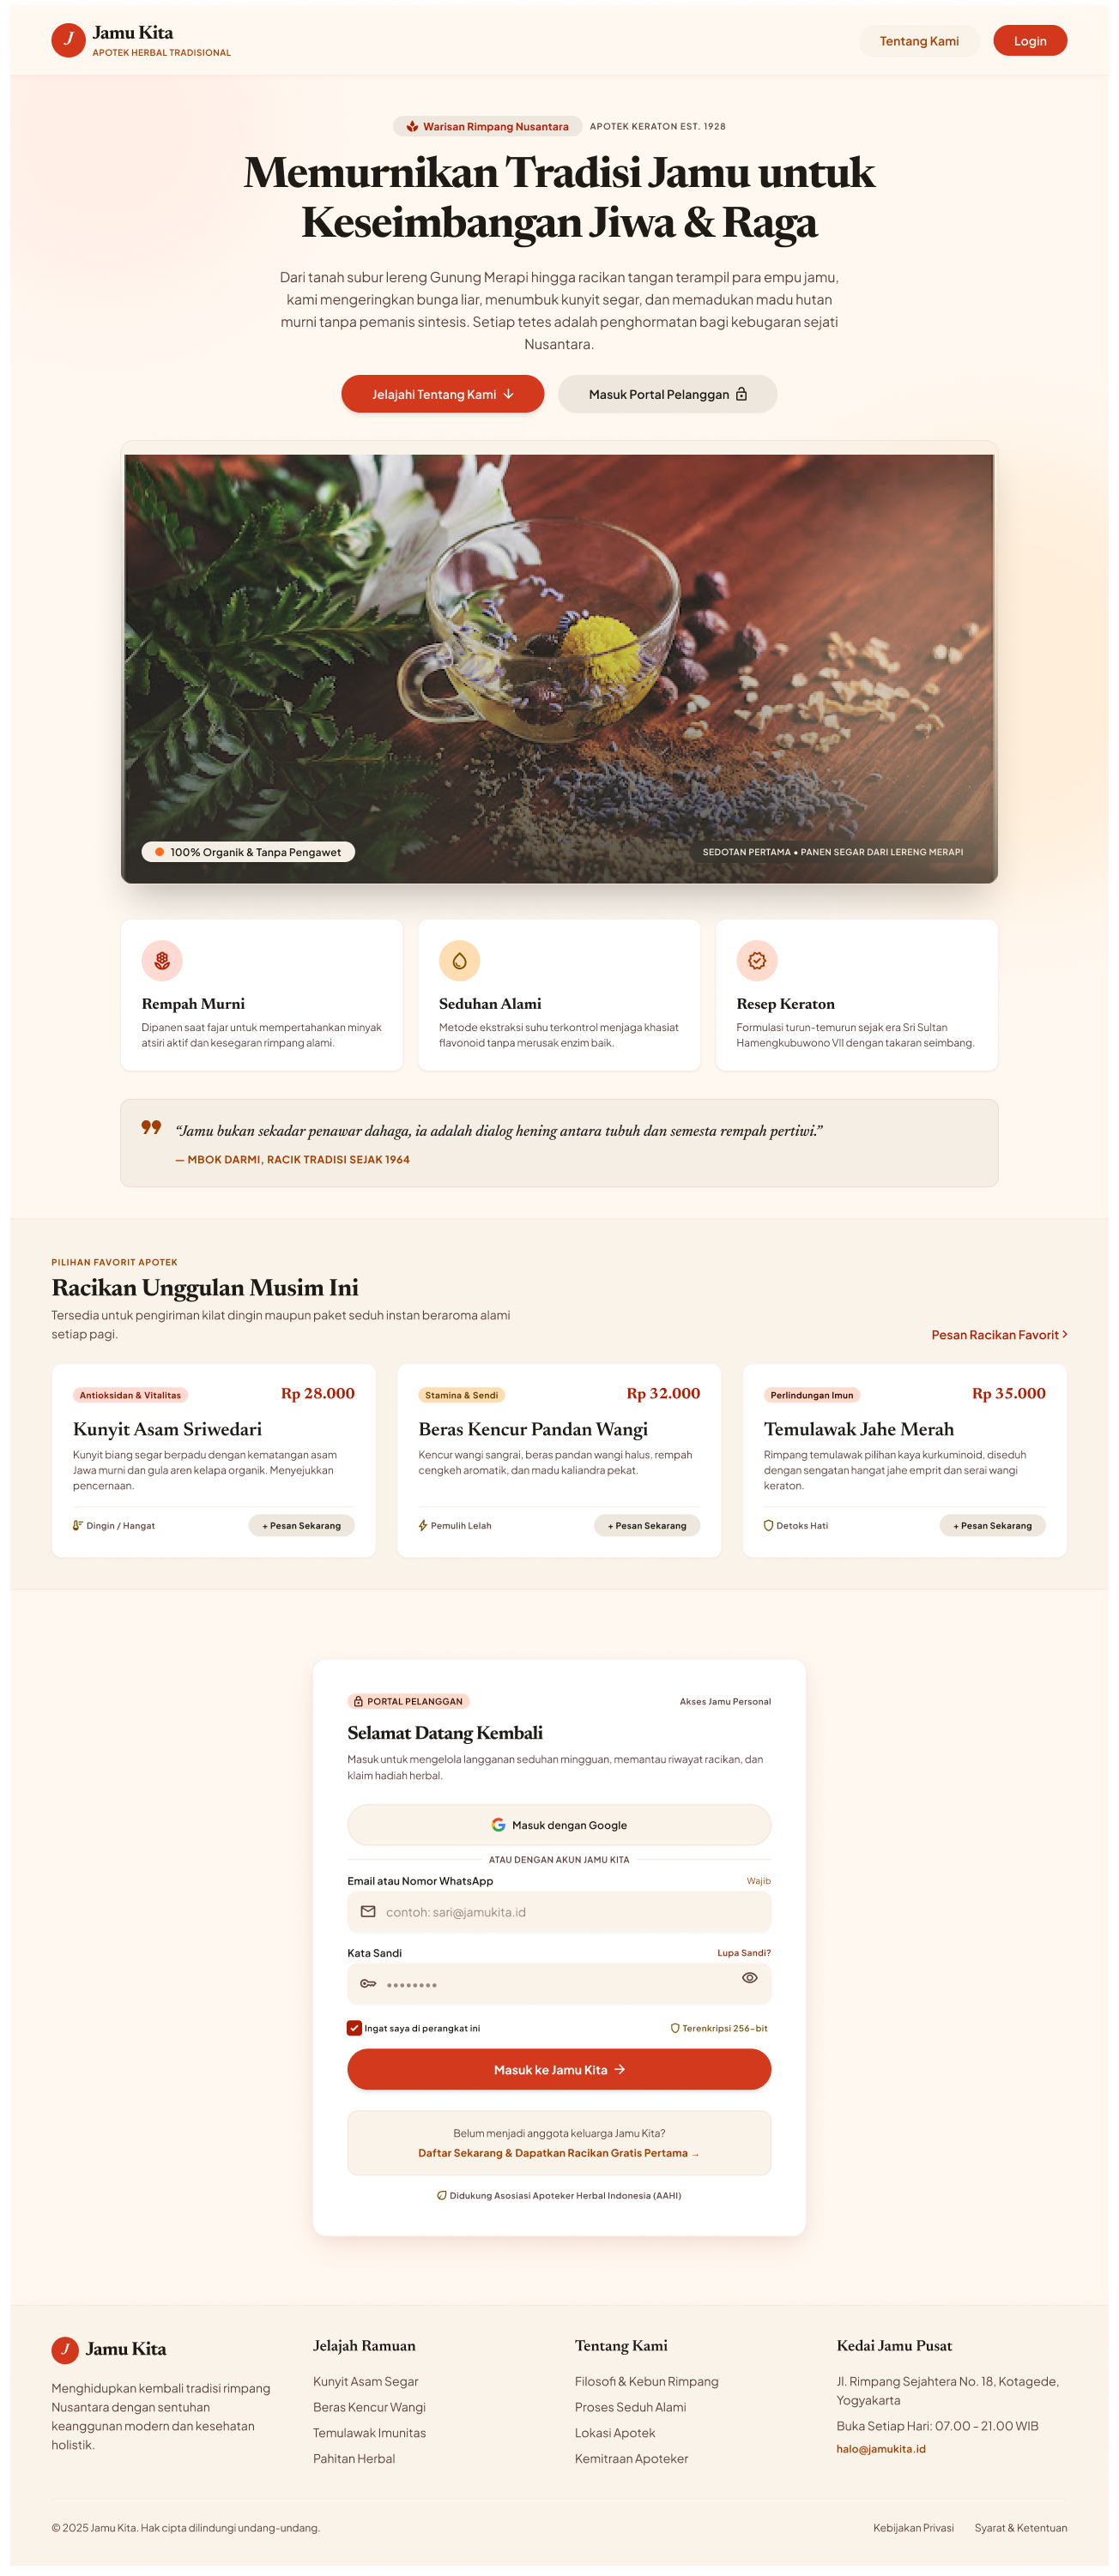 J Jamu Kita
APOTEK HERBAL TRADISIONAL
Tentang Kami
Login
Warisan Rimpang Nusantara
APOTEK KERATON EST. 1928
Memurnikan Tradisi Jamu untuk
Keseimbangan Jiwa & Raga
Dari tanah subur lereng Gunung Merapi hingga racikan tangan terampil para empu jamu,
kami mengeringkan bunga liar, menumbuk kunyit segar, dan memadukan madu hutan
murni tanpa pemanis sintesis. Setiap tetes adalah penghormatan bagi kebugaran sejati
Nusantara.
Jelajahi Tentang Kami
Masuk Portal Pelanggan
100% Organik & Tanpa Pengawet
SEDOTAN PERTAMA • PANEN SEGAR DARI LERENG MERAPI
Rempah Murni
Dipanen saat fajar untuk mempertahankan minyak
atsiri aktif dan kesegaran rimpang alami.
Seduhan Alami
Metode ekstraksi suhu terkontrol menjaga khasiat
flavonoid tanpa merusak enzim baik.
Resep Keraton
Formulasi turun-temurun sejak era Sri Sultan
Hamengkubuwono VII dengan takaran seimbang.
“Jamu bukan sekadar penawar dahaga, ia adalah dialog hening antara tubuh dan semesta rempah pertiwi.”
— MBOK DARMI, RACIK TRADISI SEJAK 1964
PILIHAN FAVORIT APOTEK
Racikan Unggulan Musim Ini
Tersedia untuk pengiriman kilat dingin maupun paket seduh instan beraroma alami
setiap pagi.
Pesan Racikan Favorit
Antioksidan & Vitalitas
Rp 28.000
Kunyit Asam Sriwedari
Kunyit biang segar berpadu dengan kematangan asam
Jawa murni dan gula aren kelapa organik. Menyejukkan
pencernaan.
Dingin / Hangat
+ Pesan Sekarang
Stamina & Sendi
Rp 32.000
Beras Kencur Pandan Wangi
Kencur wangi sangrai, beras pandan wangi halus, rempah
cengkeh aromatik, dan madu kaliandra pekat.
Pemulih Lelah
+ Pesan Sekarang
Perlindungan Imun
Rp 35.000
Temulawak Jahe Merah
Rimpang temulawak pilihan kaya kurkuminoid, diseduh
dengan sengatan hangat jahe emprit dan serai wangi
keraton.
Detoks Hati
+ Pesan Sekarang
PORTAL PELANGGAN
Akses Jamu Personal
Selamat Datang Kembali
Masuk untuk mengelola langganan seduhan mingguan, memantau riwayat racikan, dan
klaim hadiah herbal.
Masuk dengan Google
ATAU DENGAN AKUN JAMU KITA
Email atau Nomor WhatsApp
Wajib
contoh: sari@jamukita.id
Kata Sandi
Lupa Sandi?
••••••••
Ingat saya di perangkat ini
Terenkripsi 256-bit
Masuk ke Jamu Kita
Belum menjadi anggota keluarga Jamu Kita?
Daftar Sekarang & Dapatkan Racikan Gratis Pertama →
Didukung Asosiasi Apoteker Herbal Indonesia (AAHI)
J Jamu Kita
Menghidupkan kembali tradisi rimpang
Nusantara dengan sentuhan
keanggunan modern dan kesehatan
holistik.
Jelajah Ramuan
Kunyit Asam Segar
Beras Kencur Wangi
Temulawak Imunitas
Pahitan Herbal
Tentang Kami
Filosofi & Kebun Rimpang
Proses Seduh Alami
Lokasi Apotek
Kemitraan Apoteker
Kedai Jamu Pusat
Jl. Rimpang Sejahtera No. 18, Kotagede,
Yogyakarta
Buka Setiap Hari: 07.00 - 21.00 WIB
halo@jamukita.id
© 2025 Jamu Kita. Hak cipta dilindungi undang-undang.
Kebijakan Privasi
Syarat & Ketentuan